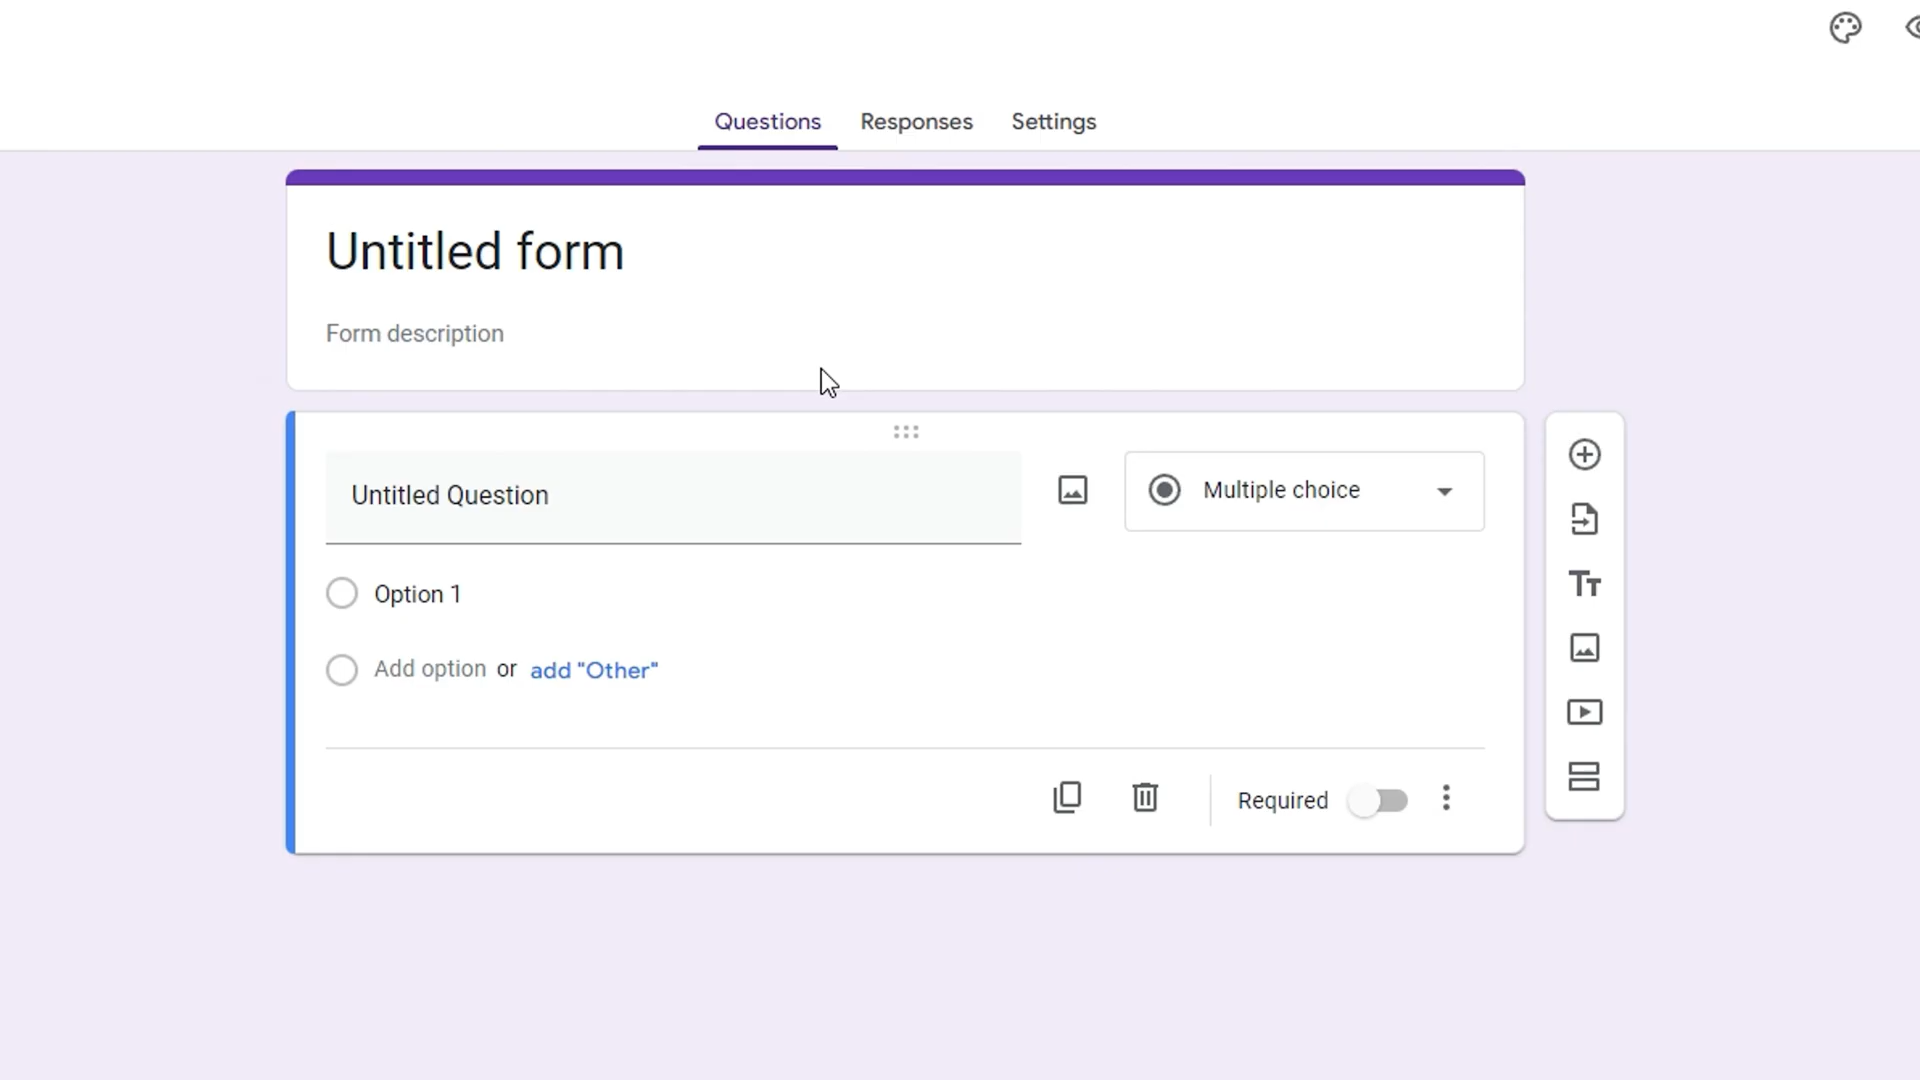 Questions Responses Settings
Untitled form
Form description
Untitled Question
Multiple choice
Option 1
Add option or add "Other"
Required